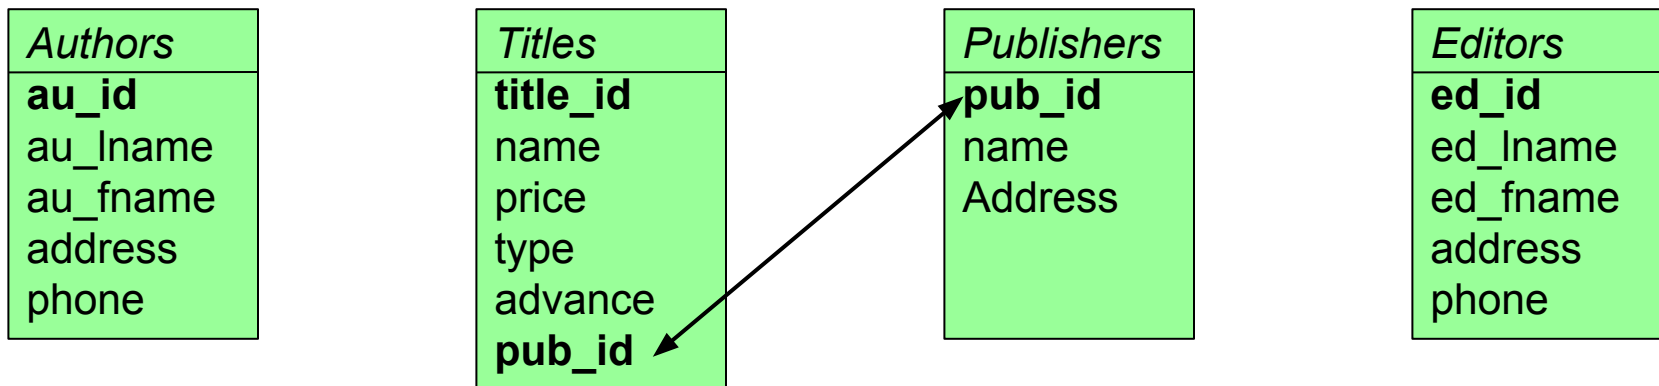 Authors
au_id
au_lname
au_fname
address
phone
Titles
title_id
name
price
type
advance
pub_id
Publishers
pub_id
name
Address
Editors
ed_id
ed_lname
ed_fname
address
phone